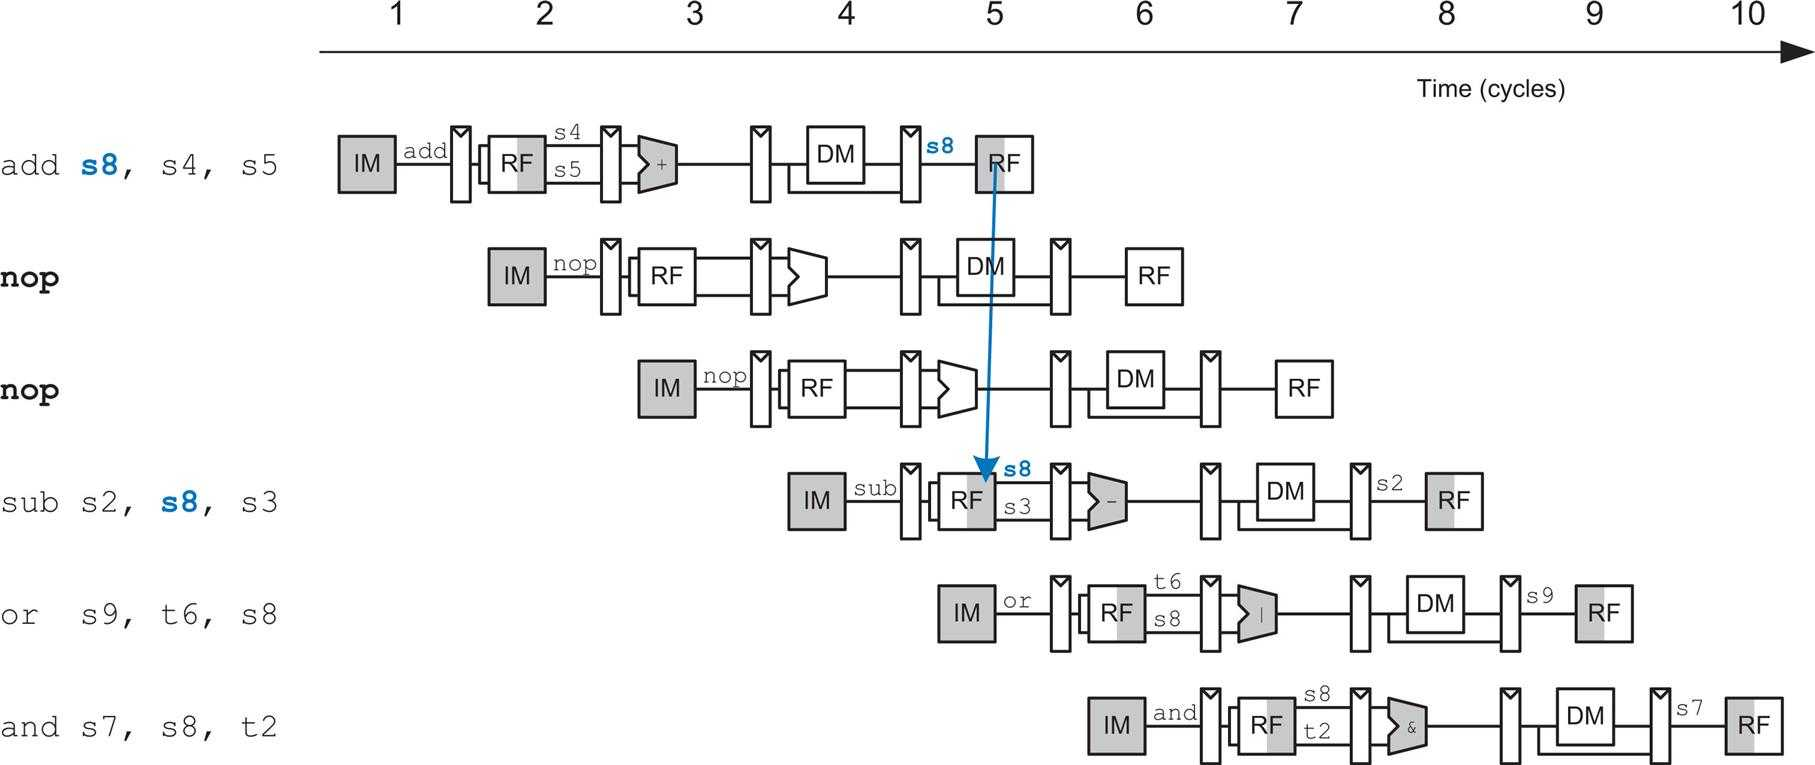 1 2 3 4 5 6 7 8 9 10
Time (cycles)
add s8, s4, s5 IM add RF s4 s5 + DM s8 RF
nop IM nop RF DM RF
nop IM nop RF DM RF
sub s2, s8, s3 IM sub RF s8 s3 - DM s2 RF
or s9, t6, s8 IM or RF t6 s8 | DM s9 RF
and s7, s8, t2 IM and RF s8 t2 & DM s7 RF